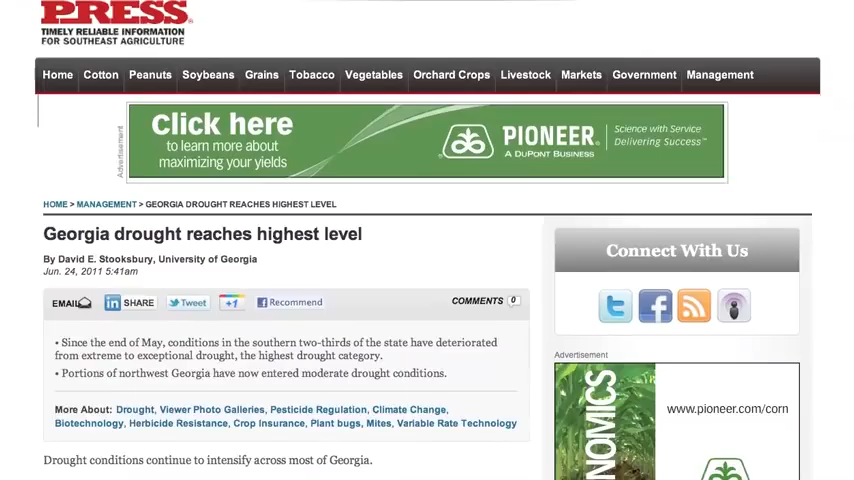 PRESS
TIMELY RELIABLE INFORMATION
FOR SOUTHEAST AGRICULTURE
Home Cotton Peanuts Soybeans Grains Tobacco Vegetables Orchard Crops Livestock Markets Government Management
Advertisement
Click here
to learn more about
maximizing your yields
PIONEER®
A DUPONT BUSINESS
Science with Service
Delivering Success™
HOME > MANAGEMENT > GEORGIA DROUGHT REACHES HIGHEST LEVEL
Georgia drought reaches highest level
By David E. Stooksbury, University of Georgia
Jun. 24, 2011 5:41am
EMAIL in SHARE Tweet +1 Recommend COMMENTS 0
• Since the end of May, conditions in the southern two-thirds of the state have deteriorated
from extreme to exceptional drought, the highest drought category.
• Portions of northwest Georgia have now entered moderate drought conditions.
More About: Drought, Viewer Photo Galleries, Pesticide Regulation, Climate Change,
Biotechnology, Herbicide Resistance, Crop Insurance, Plant bugs, Mites, Variable Rate Technology
Drought conditions continue to intensify across most of Georgia.
Connect With Us
Advertisement
NOMICS
www.pioneer.com/corn